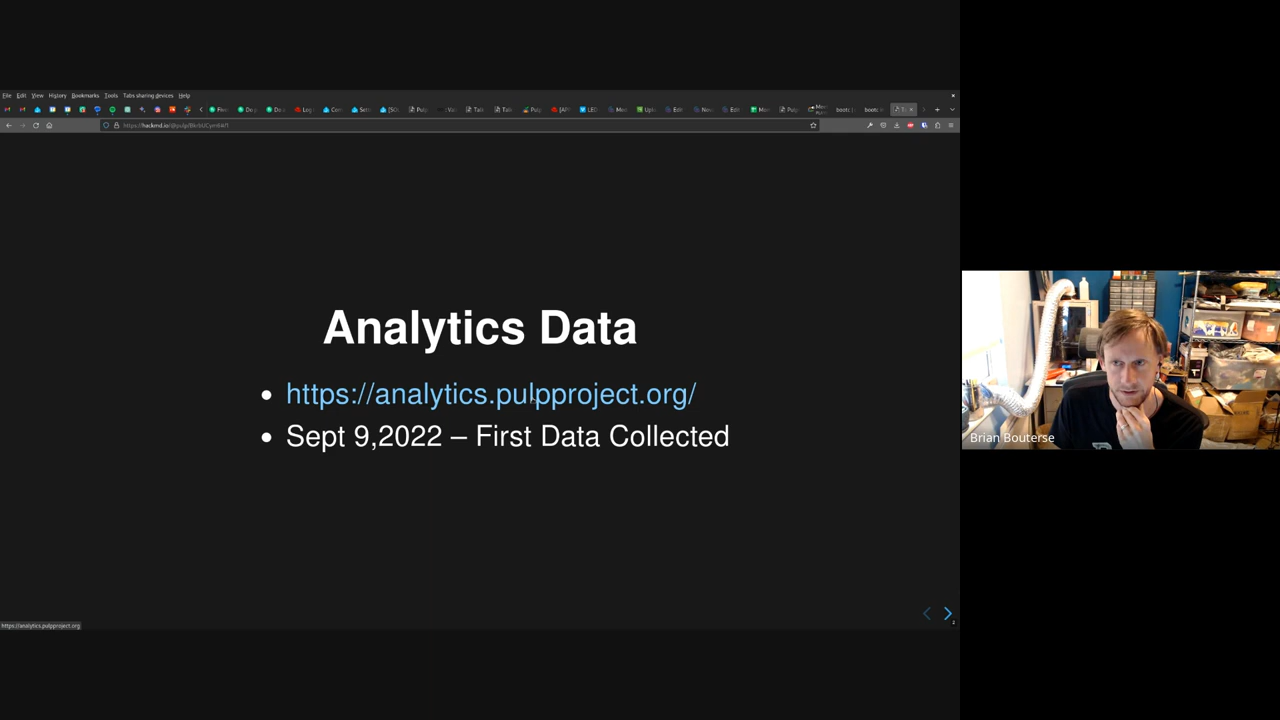 File Edit View History Bookmarks Tools Tabs sharing devices Help
Analytics Data
https://analytics.pulpproject.org/
Sept 9,2022 – First Data Collected
Brian Bouterse
2
https://analytics.pulpproject.org